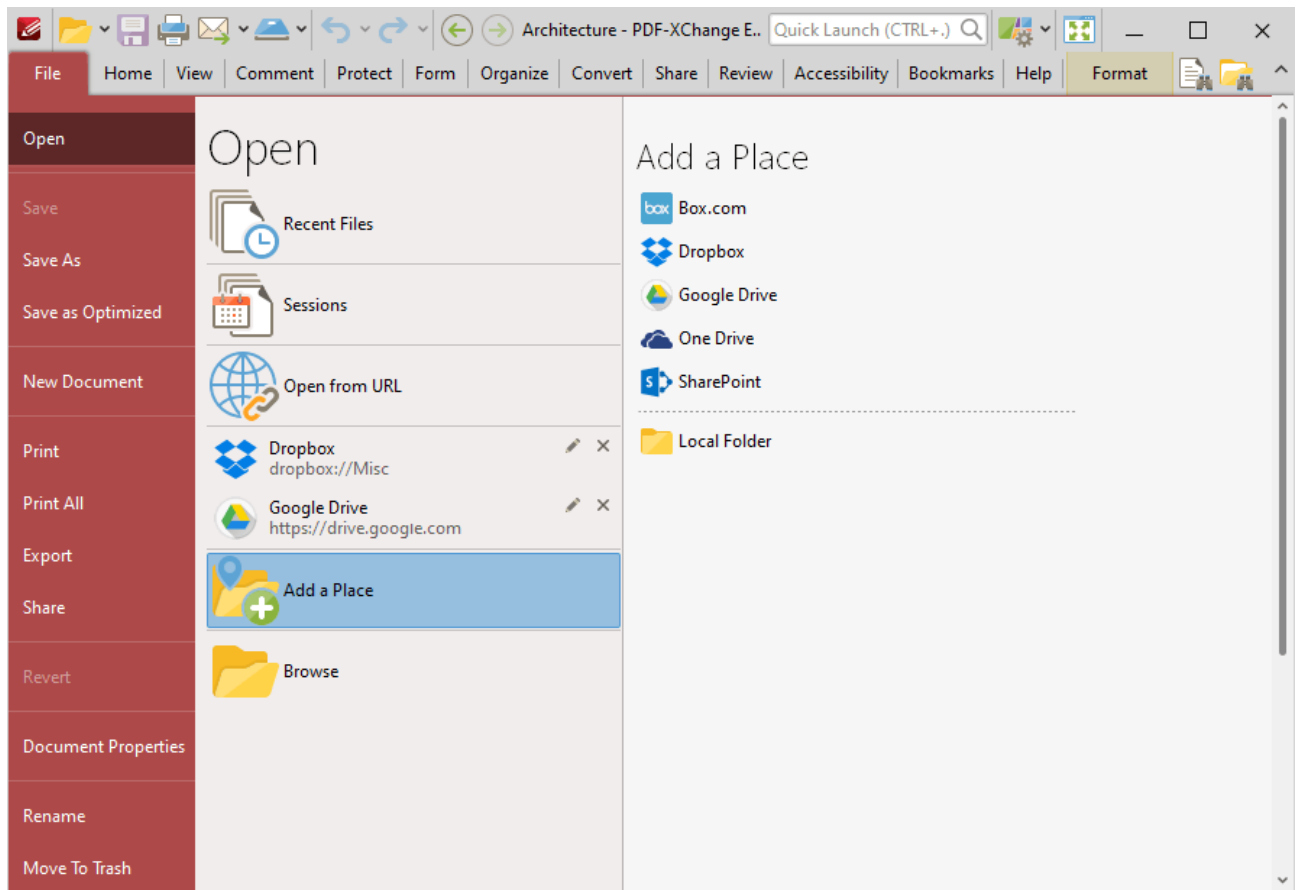 Architecture - PDF-XChange E..
Quick Launch (CTRL+.)
File
Home
View
Comment
Protect
Form
Organize
Convert
Share
Review
Accessibility
Bookmarks
Help
Format
Open
Save
Save As
Save as Optimized
New Document
Print
Print All
Export
Share
Revert
Document Properties
Rename
Move To Trash
Open
Recent Files
Sessions
Open from URL
Dropbox
dropbox://Misc
Google Drive
https://drive.google.com
Add a Place
Browse
Add a Place
box Box.com
Dropbox
Google Drive
One Drive
S SharePoint
Local Folder